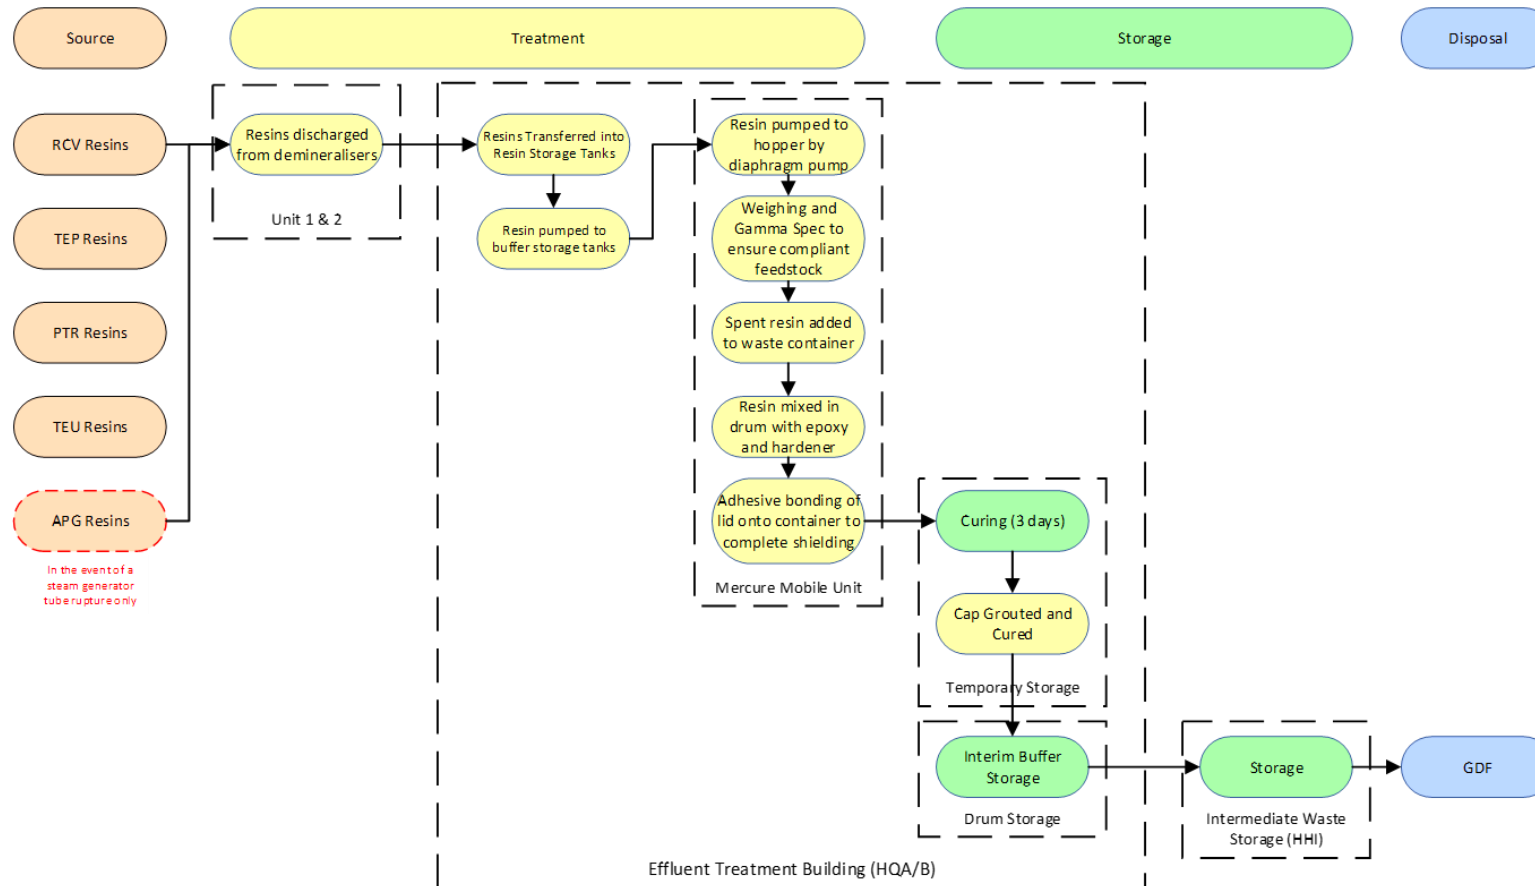 Source
Treatment
Storage
Disposal
RCV Resins
TEP Resins
PTR Resins
TEU Resins
APG Resins
In the event of a
steam generator
tube rupture only
Resins discharged
from demineralisers
Unit 1 & 2
Resins Transferred into
Resin Storage Tanks
Resin pumped to
buffer storage tanks
Resin pumped to
hopper by
diaphragm pump
Weighing and
Gamma Spec to
ensure compliant
feedstock
Spent resin added
to waste container
Resin mixed in
drum with epoxy
and hardener
Adhesive bonding of
lid onto container to
complete shielding
Mercure Mobile Unit
Curing (3 days)
Cap Grouted and
Cured
Temporary Storage
Interim Buffer
Storage
Drum Storage
Storage
Intermediate Waste
Storage (HHI)
GDF
Effluent Treatment Building (HQA/B)